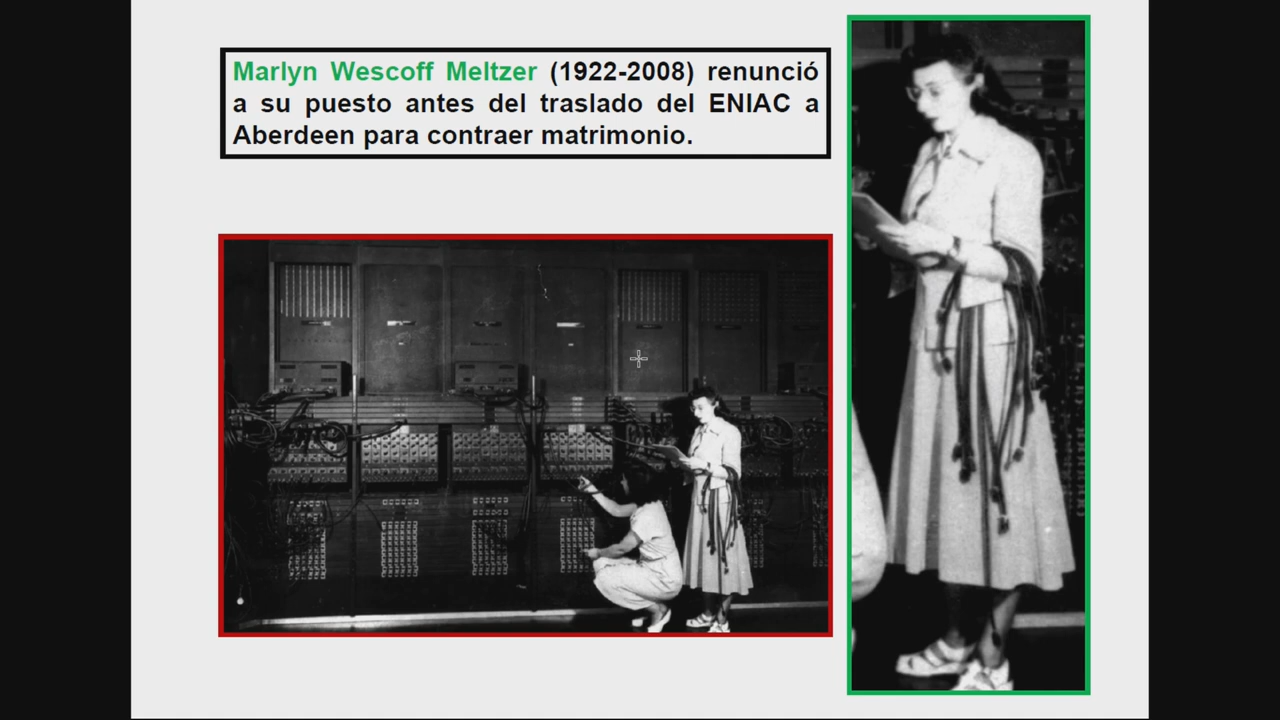 Marlyn Wescoff Meltzer (1922-2008) renunció
a su puesto antes del traslado del ENIAC a
Aberdeen para contraer matrimonio.